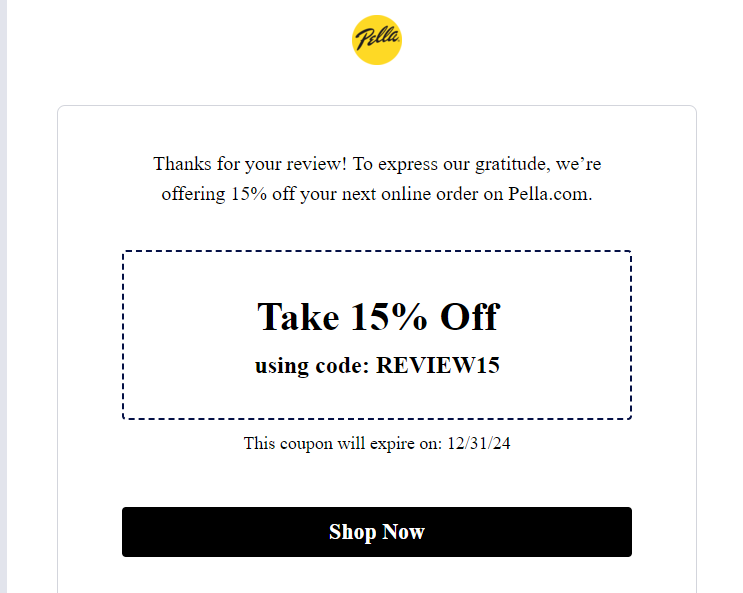 Pella
Thanks for your review! To express our gratitude, we’re
offering 15% off your next online order on Pella.com.
Take 15% Off
using code: REVIEW15
This coupon will expire on: 12/31/24
Shop Now